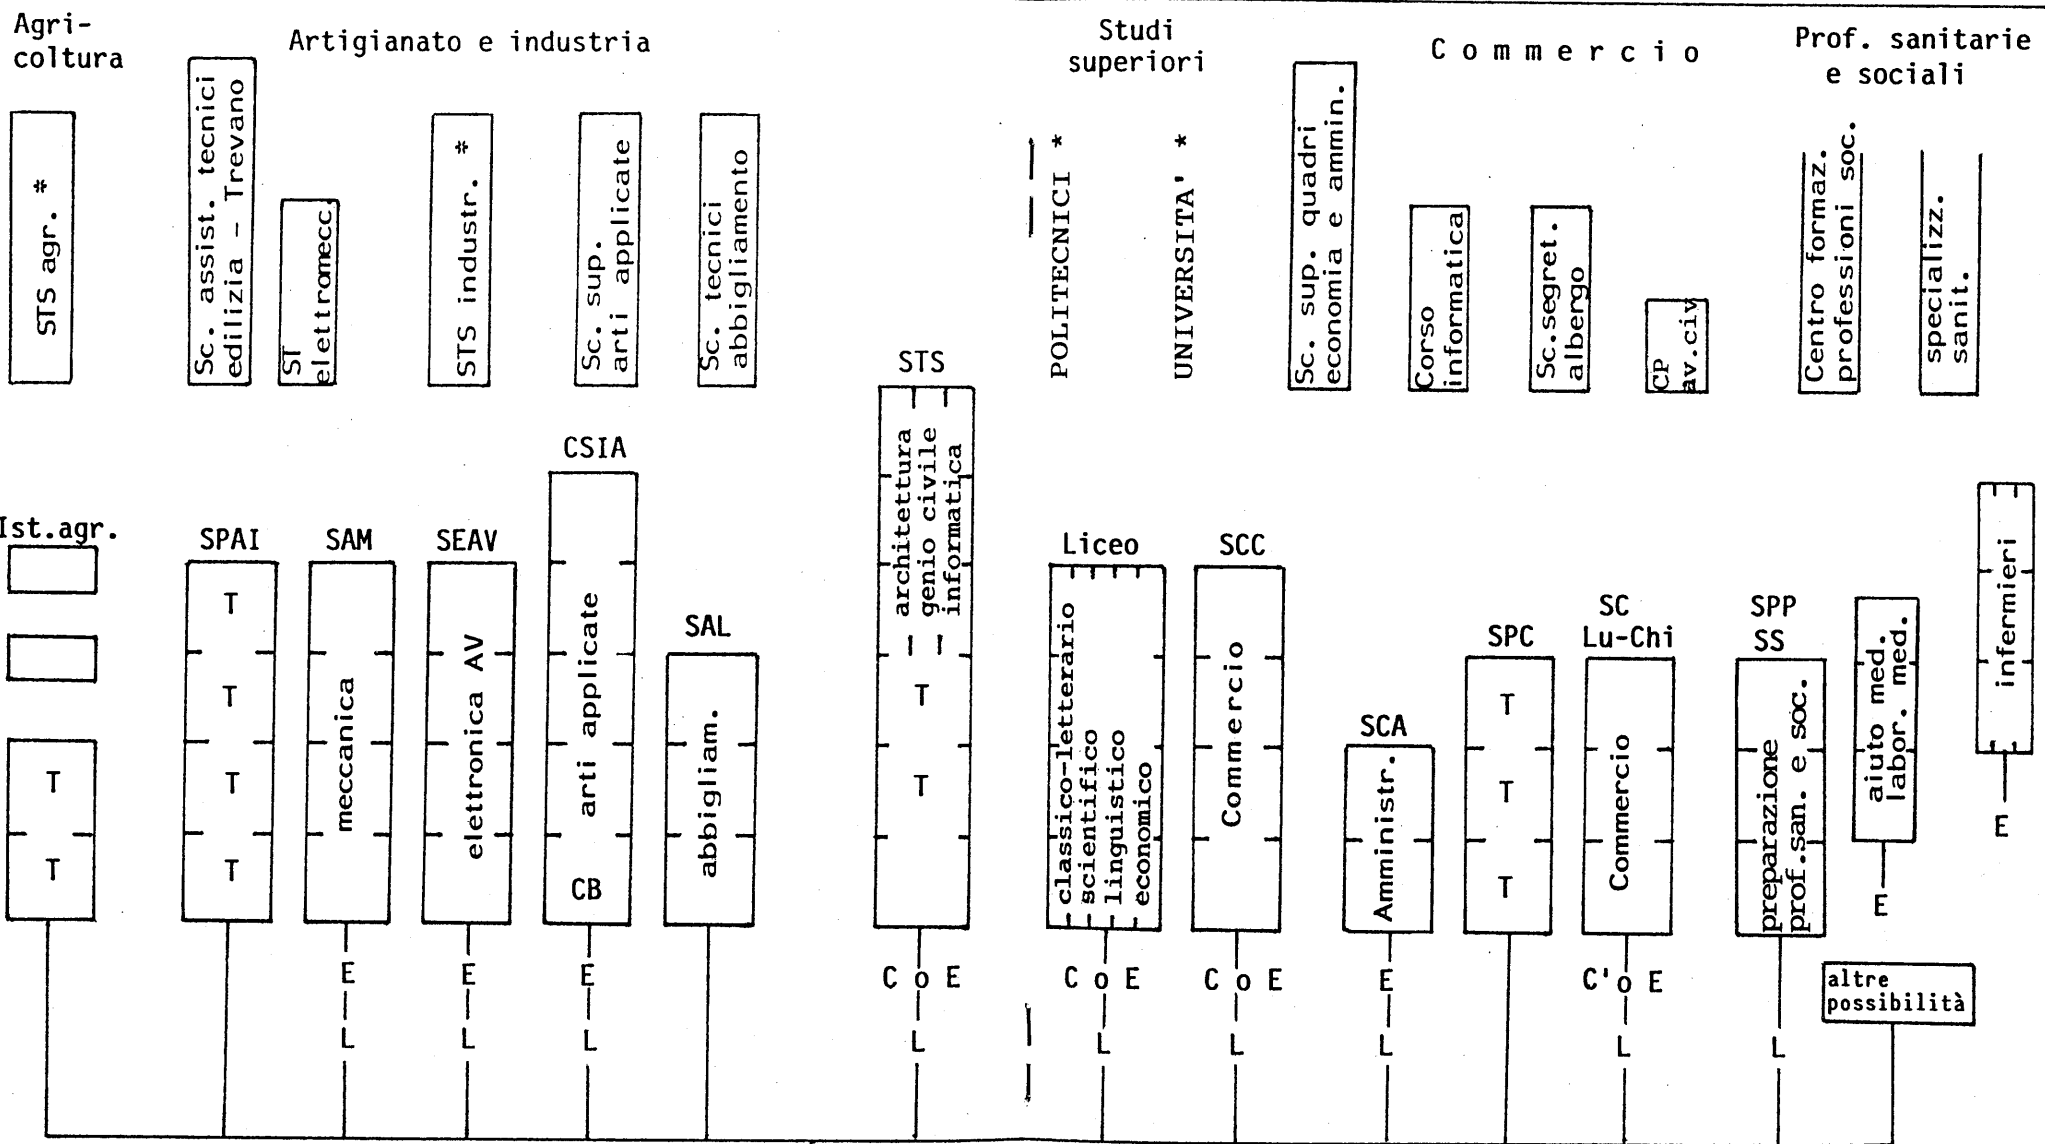 Agri-
coltura
Artigianato e industria
Studi
superiori
Commercio
Prof. sanitarie
e sociali
STS agr. *
Sc. assist. tecnici
edilizia - Trevano
ST
elettromecc.
STS industr. *
Sc. sup.
arti applicate
Sc. tecnici
abbigliamento
POLITECNICI *
UNIVERSITA' *
Sc. sup. quadri
economia e ammin.
Corso
informatica
Sc.segret.
albergo
CP
av.civ
Centro formaz.
professioni soc.
specializz.
sanit.
Ist.agr.
T
T
SPAI
T
T
T
T
SAM
meccanica
E
L
SEAV
elettronica AV
E
L
CSIA
arti applicate
CB
E
L
SAL
abbigliam.
STS
architettura
genio civile
informatica
T
T
C o E
L
Liceo
classico-letterario
scientifico
linguistico
economico
C o E
L
SCC
Commercio
C o E
L
SCA
Amministr.
E
L
SPC
T
T
T
SC
Lu-Chi
Commercio
C'o E
L
SPP
SS
preparazione
prof.san. e soc.
L
aiuto med.
labor. med.
E
infermieri
E
altre
possibilità